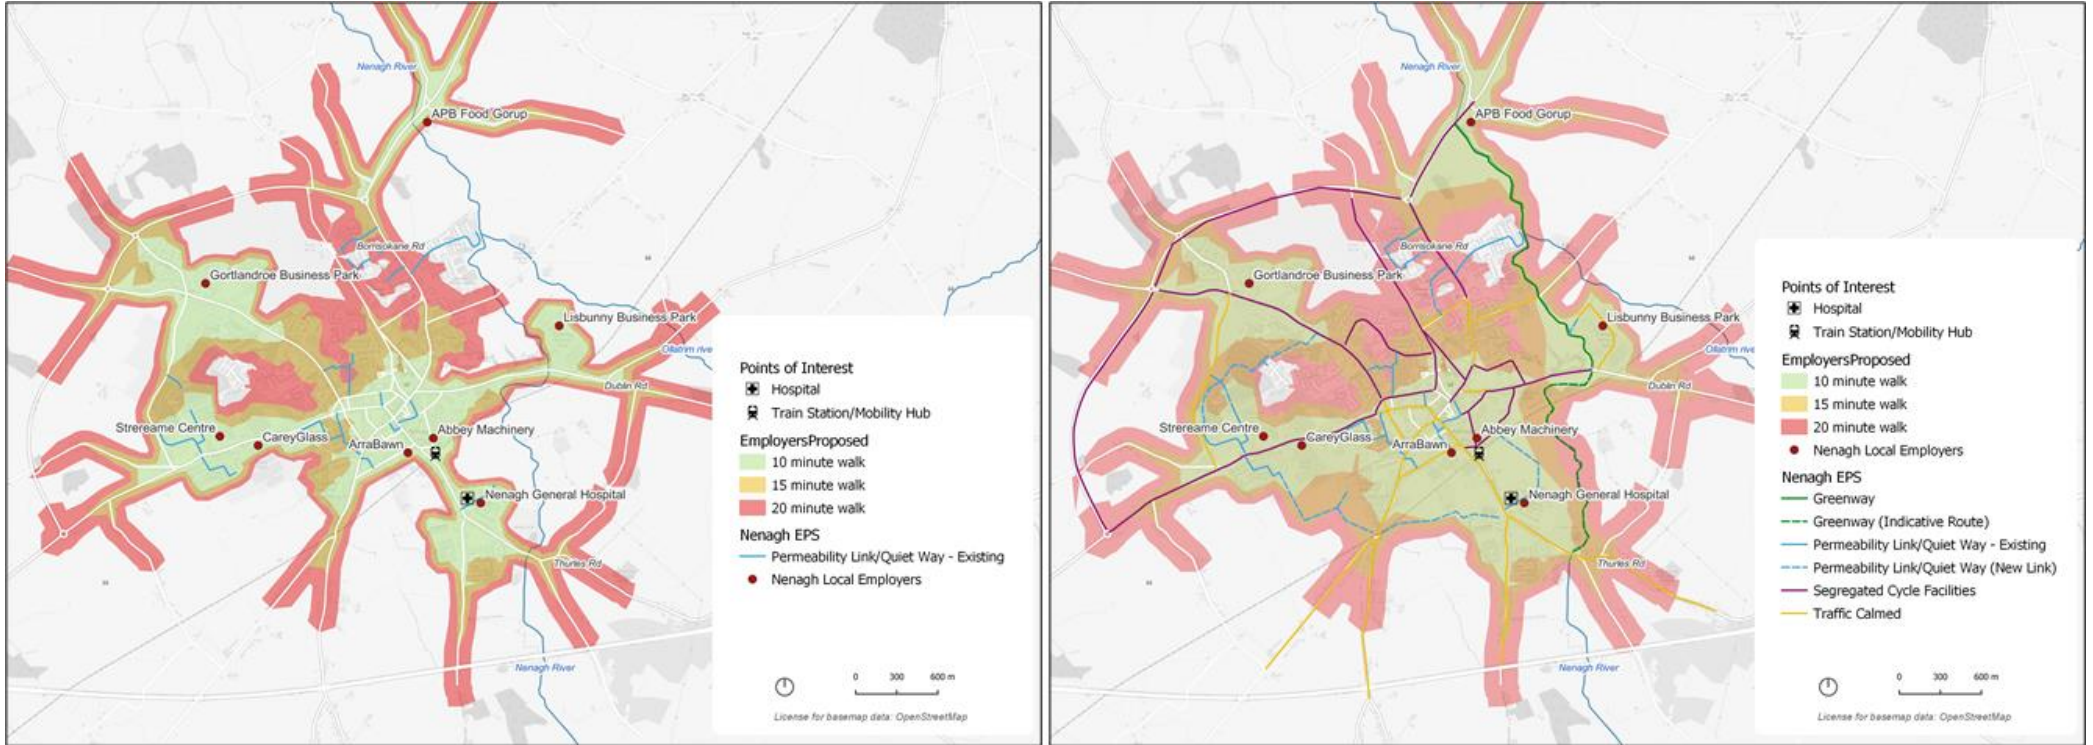 Nenagh River
APB Food Gorup
Borrisokane Rd
Gortlandroe Business Park
Lisbunny Business Park
Ollatrim rive
Dublin Rd
Strereame Centre
CareyGlass
ArraBawn
Abbey Machinery
Nenagh General Hospital
Thurles Rd
Nenagh River
Points of Interest
Hospital
Train Station/Mobility Hub
EmployersProposed
10 minute walk
15 minute walk
20 minute walk
Nenagh EPS
Permeability Link/Quiet Way - Existing
Nenagh Local Employers
0 300 600 m
License for basemap data: OpenStreetMap
Nenagh River
APB Food Gorup
Borrisokane Rd
Gortlandroe Business Park
Lisbunny Business Park
Ollatrim rive
Dublin Rd
Strereame Centre
CareyGlass
ArraBawn
Abbey Machinery
Nenagh General Hospital
Thurles Rd
Nenagh River
Points of Interest
Hospital
Train Station/Mobility Hub
EmployersProposed
10 minute walk
15 minute walk
20 minute walk
Nenagh Local Employers
Nenagh EPS
Greenway
Greenway (Indicative Route)
Permeability Link/Quiet Way - Existing
Permeability Link/Quiet Way (New Link)
Segregated Cycle Facilities
Traffic Calmed
0 300 600 m
License for basemap data: OpenStreetMap